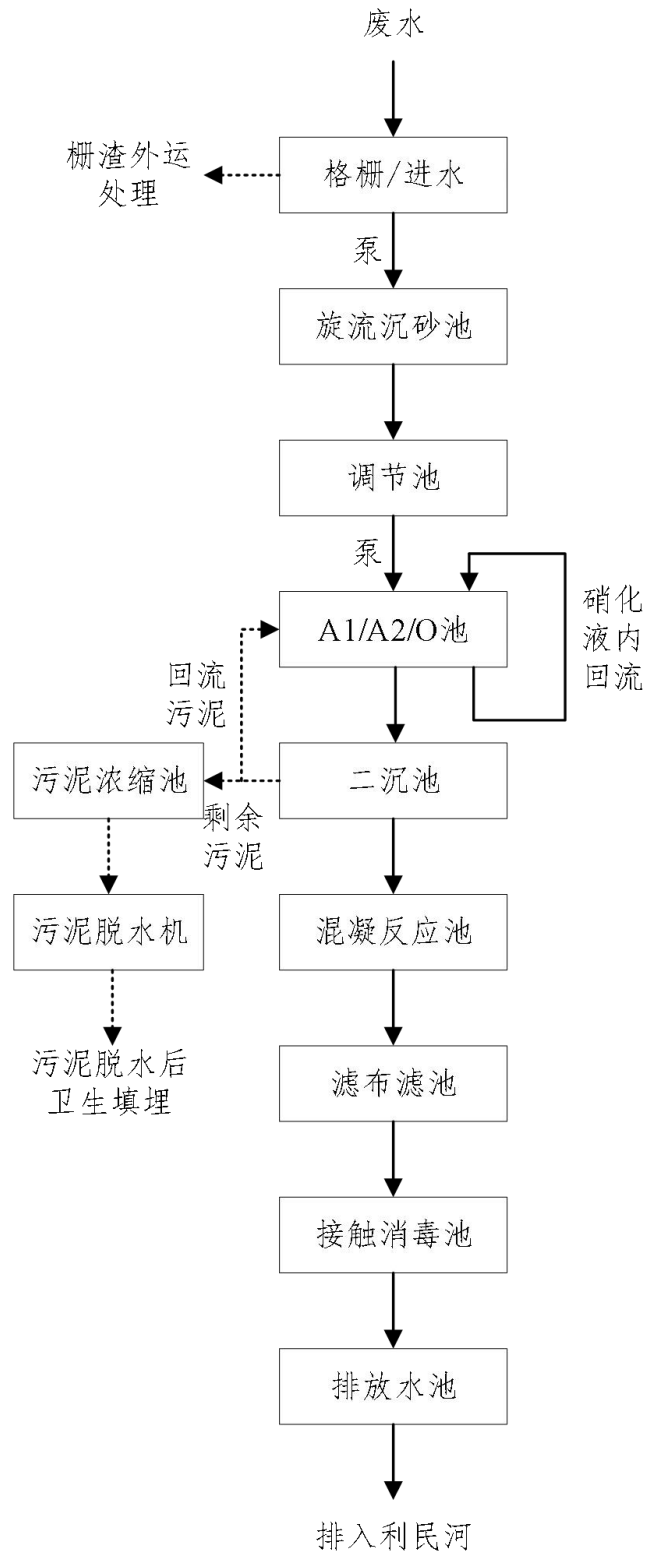 废水
栅渣外运
处理
格栅/进水
泵
旋流沉砂池
调节池
泵
A1/A2/O池
硝化
液内
回流
回流
污泥
污泥浓缩池
二沉池
剩余
污泥
污泥脱水机
混凝反应池
污泥脱水后
卫生填埋
滤布滤池
接触消毒池
排放水池
排入利民河